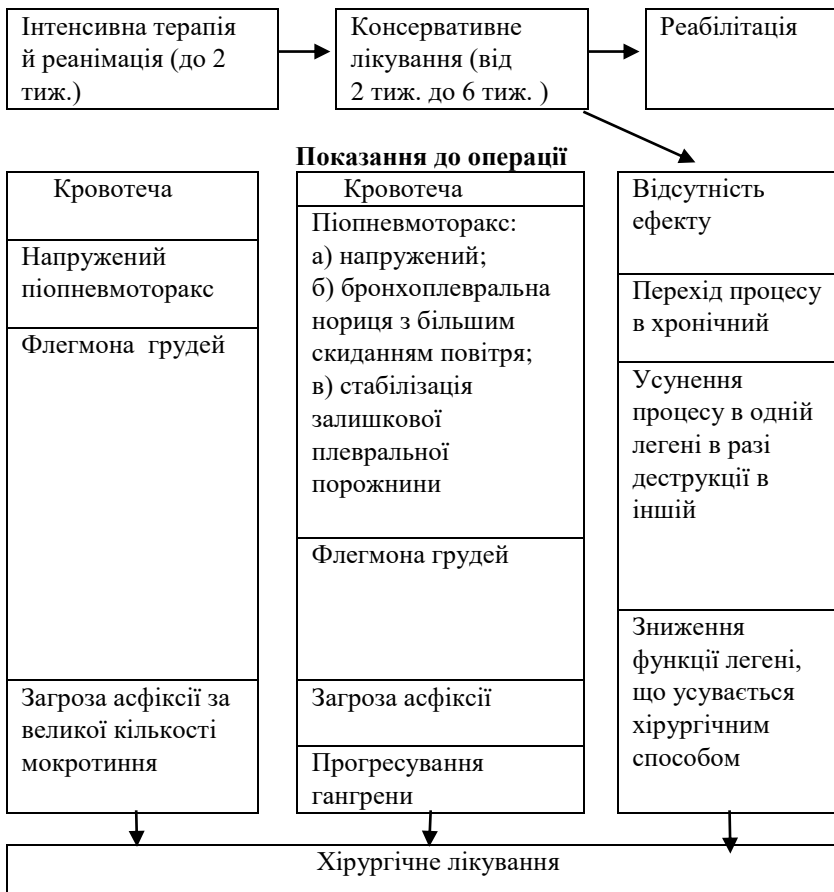 Інтенсивна терапія
й реанімація (до 2
тиж.)
Консервативне
лікування (від
2 тиж. до 6 тиж. )
Реабілітація
Показання до операції
Кровотеча
Напружений
піопневмоторакс
Флегмона грудей
Загроза асфіксії за
великої кількості
мокротиння
Кровотеча
Піопневмоторакс:
а) напружений;
б) бронхоплевральна
нориця з більшим
скиданням повітря;
в) стабілізація
залишкової
плевральної
порожнини
Флегмона грудей
Загроза асфіксії
Прогресування
гангрени
Відсутність
ефекту
Перехід процесу
в хронічний
Усунення
процесу в одній
легені в разі
деструкції в
іншій
Зниження
функції легені,
що усувається
хірургічним
способом
Хірургічне лікування